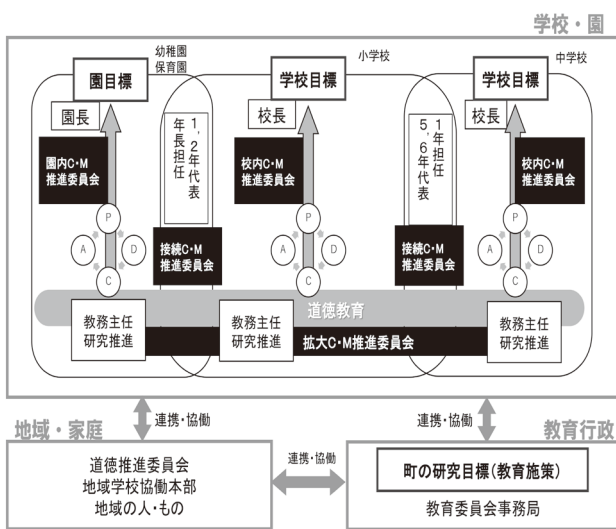 学校・園
幼稚園
保育園
小学校
中学校
園目標
学校目標
学校目標
園長
校長
校長
園内C・M
推進委員会
1,2年代表
年長担任
校内C・M
推進委員会
1年担任
5,6年代表
校内C・M
推進委員会
P
A
D
C
P
A
D
C
P
A
D
C
接続C・M
推進委員会
接続C・M
推進委員会
道徳教育
教務主任
研究推進
教務主任
研究推進
教務主任
研究推進
拡大C・M推進委員会
連携・協働
連携・協働
地域・家庭
教育行政
道徳推進委員会
地域学校協働本部
地域の人・もの
連携・協働
町の研究目標(教育施策)
教育委員会事務局